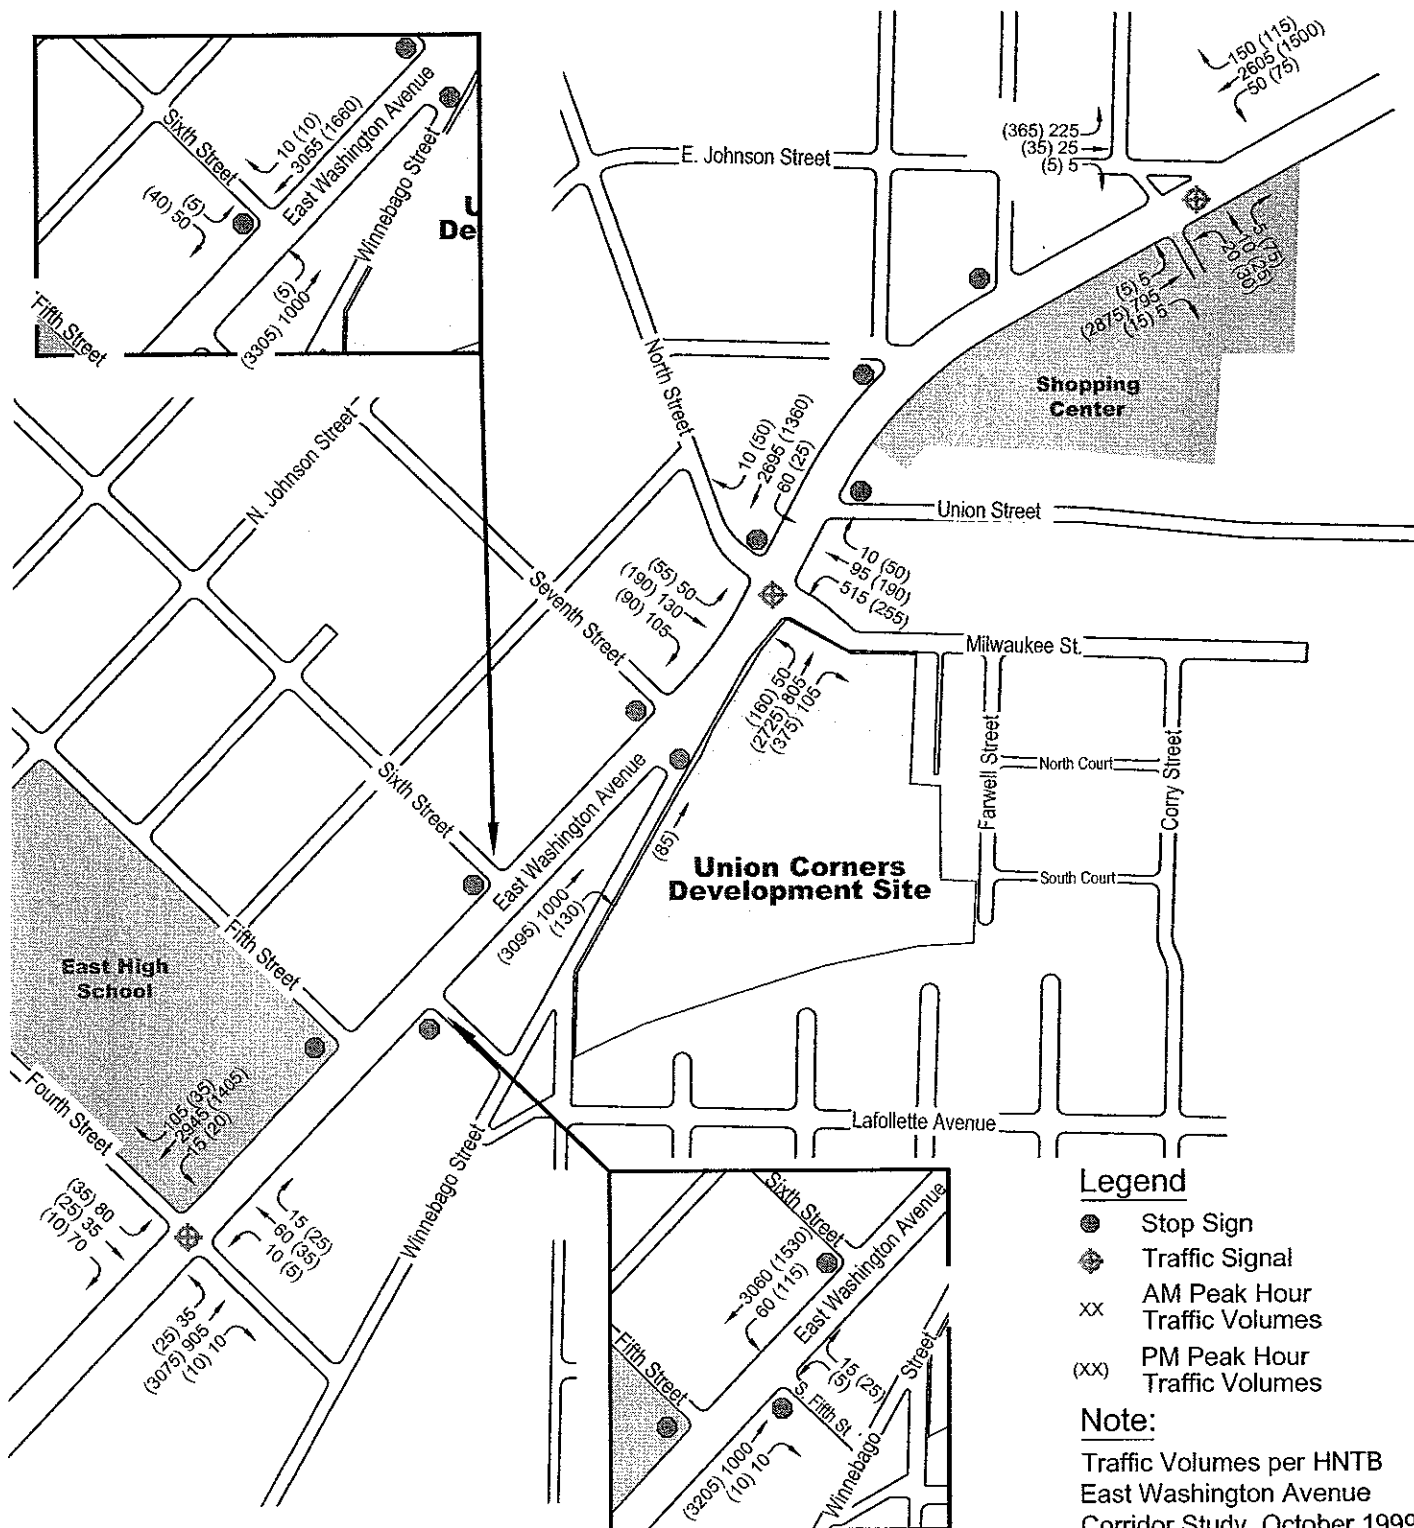 Sixth Street
10 (10)
3055 (1660)
East Washington Avenue
Winnebago Street
(5)
(40) 50
(5)
(3305) 1000
Fifth Street
U
De
150 (115)
2605 (1500)
50 (75)
(365) 225
(35) 25
(5) 5
E. Johnson Street
5 (75)
10 (25)
20 (30)
(5) 5
(2875) 795
(15) 5
Shopping
Center
North Street
10 (50)
2695 (1360)
60 (25)
Union Street
N. Johnson Street
Seventh Street
(55) 50
(190) 130
(90) 105
10 (50)
95 (190)
515 (255)
Milwaukee St.
(160) 50
(2725) 805
(375) 105
Farwell Street
North Court
Corry Street
South Court
Sixth Street
East Washington Avenue
(85)
Union Corners
Development Site
(3095) 1000
(130)
Fifth Street
East High
School
Fourth Street
105 (35)
2945 (1405)
15 (20)
(35) 80
(25) 35
(10) 70
15 (25)
60 (35)
10 (5)
(25) 35
(3075) 905
(10) 10
Winnebago Street
Lafollette Avenue
Sixth Street
3060 (1530)
60 (115)
East Washington Avenue
Fifth Street
15 (25)
(5)
S. Fifth St.
Winnebago Street
(3205) 1000
(10) 10
Legend
Stop Sign
Traffic Signal
XX AM Peak Hour
Traffic Volumes
(XX) PM Peak Hour
Traffic Volumes
Note:
Traffic Volumes per HNTB
East Washington Avenue
Corridor Study, October 1999